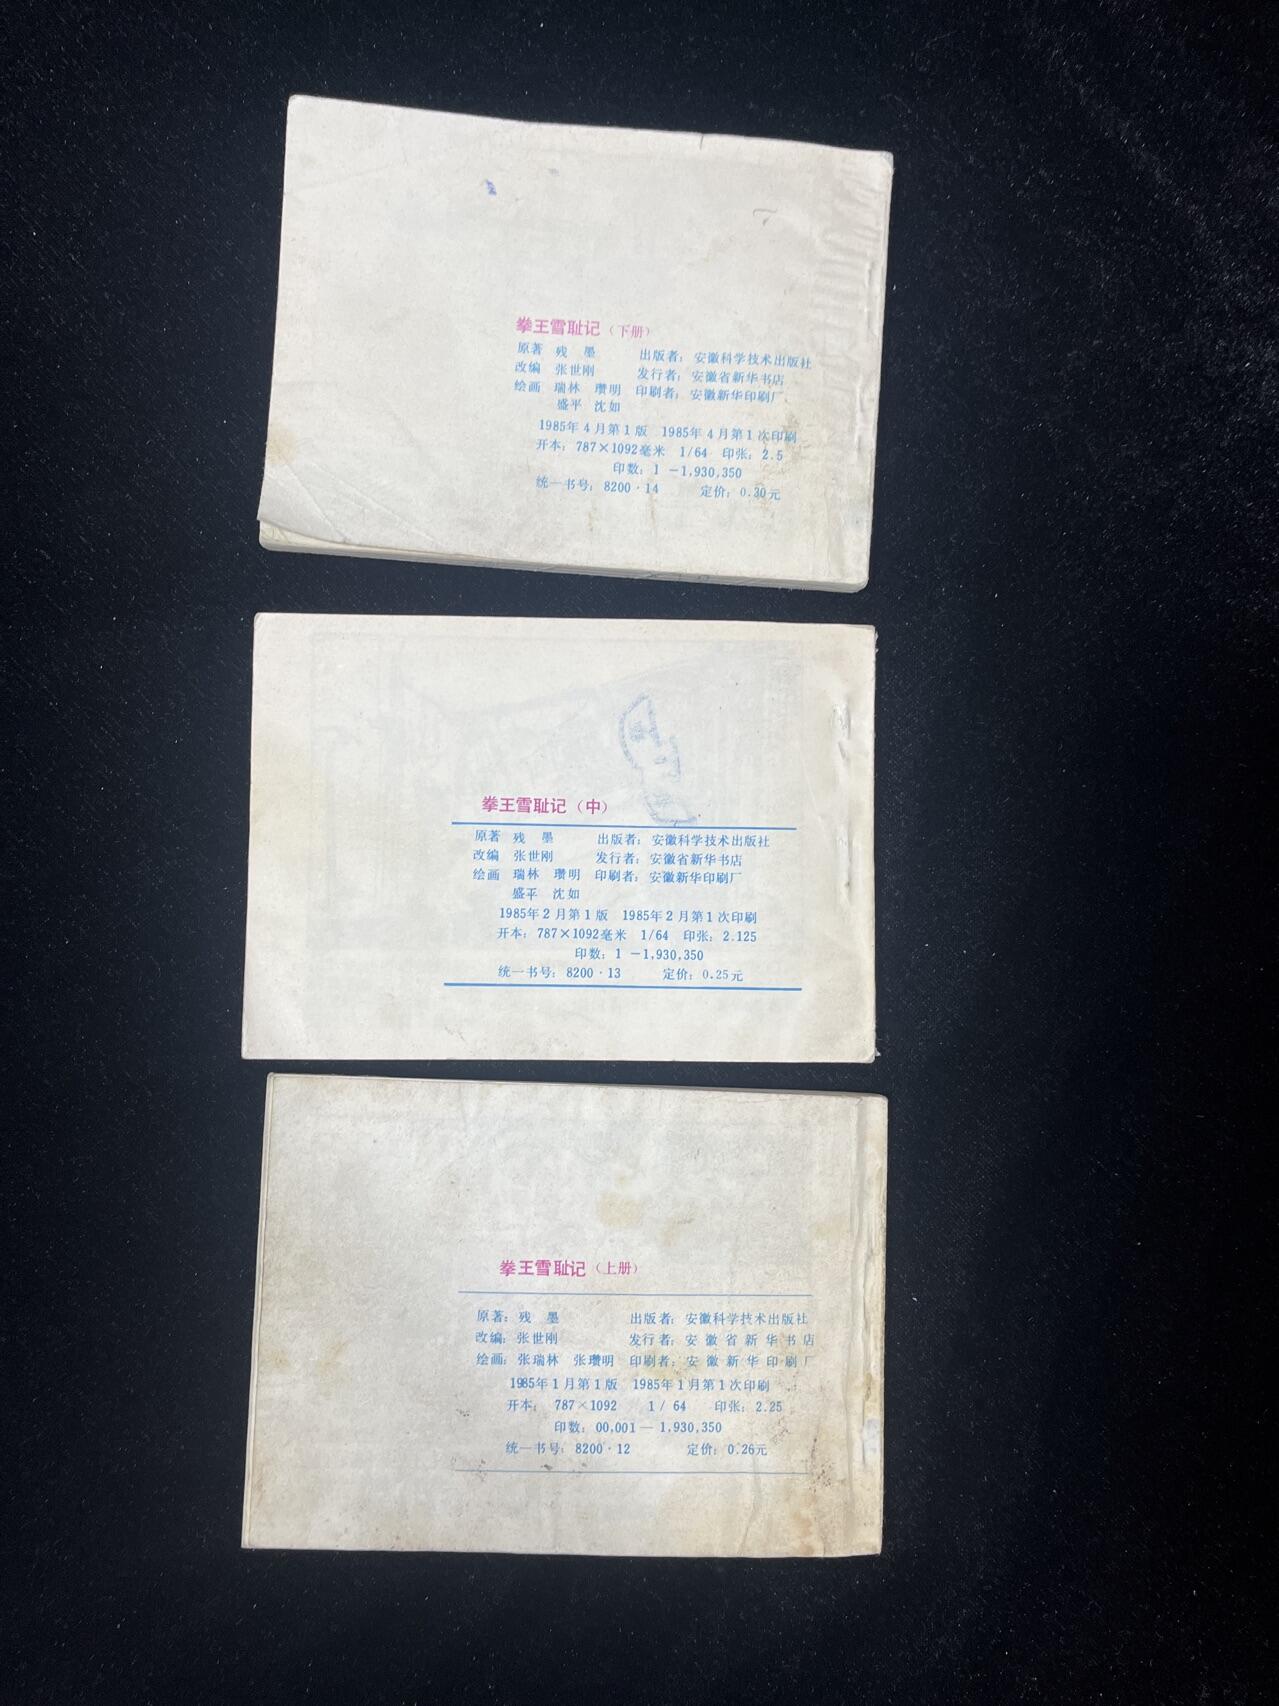 拳王雪耻记（下册）
原著 残 墨 出版者：安徽科学技术出版社
改编 张世刚 发行者：安徽省新华书店
绘画 瑞林 瓒明 印刷者：安徽新华印刷厂
盛平 沈如
1985年4月第1版 1985年4月第1次印刷
开本：787×1092毫米 1/64 印张：2.5
印数：1－1,930,350
统一书号：8200·14 定价：0.30元
拳王雪耻记（中）
原著 残 墨 出版者：安徽科学技术出版社
改编 张世刚 发行者：安徽省新华书店
绘画 瑞林 瓒明 印刷者：安徽新华印刷厂
盛平 沈如
1985年2月第1版 1985年2月第1次印刷
开本：787×1092毫米 1/64 印张：2.125
印数：1－1,930,350
统一书号：8200·13 定价：0.25元
拳王雪耻记（上册）
原著：残 墨 出版者：安徽科学技术出版社
改编：张世刚 发行者：安徽省新华书店
绘画：张瑞林 张瓒明 印刷者：安徽新华印刷厂
1985年1月第1版 1985年1月第1次印刷
开本： 787×1092 1/64 印张：2.25
印数：00,001—1,930,350
统一书号：8200·12 定价：0.26元